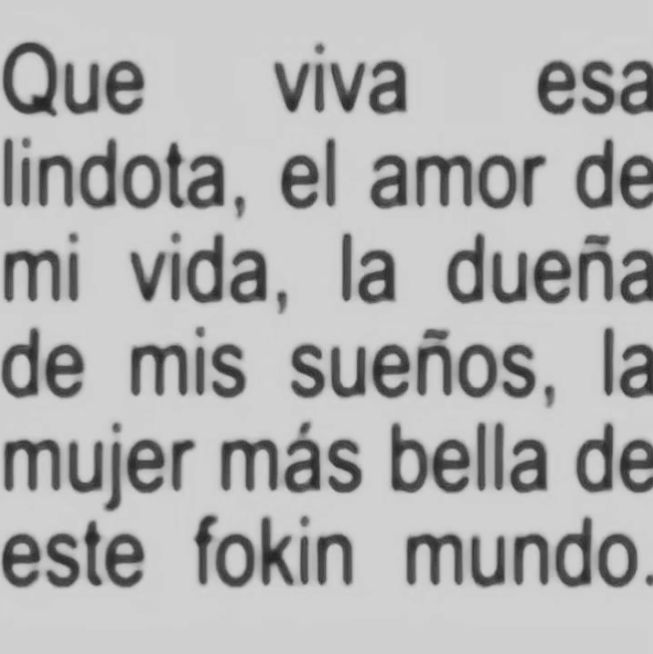 Que viva esa
lindota, el amor de
mi vida, la dueña
de mis sueños, la
mujer más bella de
este fokin mundo.